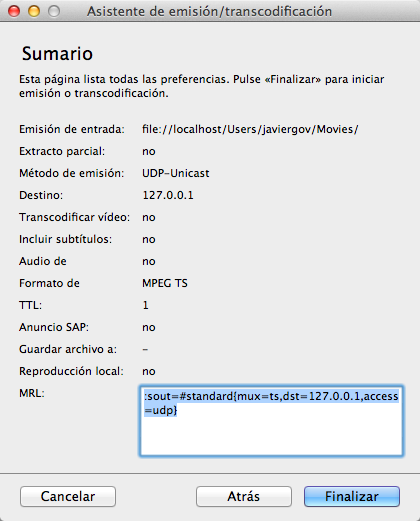 Asistente de emisión/transcodificación
Sumario
Esta página lista todas las preferencias. Pulse «Finalizar» para iniciar
emisión o transcodificación.
Emisión de entrada: file://localhost/Users/javiergov/Movies/
Extracto parcial: no
Método de emisión: UDP-Unicast
Destino: 127.0.0.1
Transcodificar vídeo: no
Incluir subtítulos: no
Audio de no
Formato de MPEG TS
TTL: 1
Anuncio SAP: no
Guardar archivo a: -
Reproducción local: no
MRL: :sout=#standard{mux=ts,dst=127.0.0.1,access
=udp}
Cancelar Atrás Finalizar